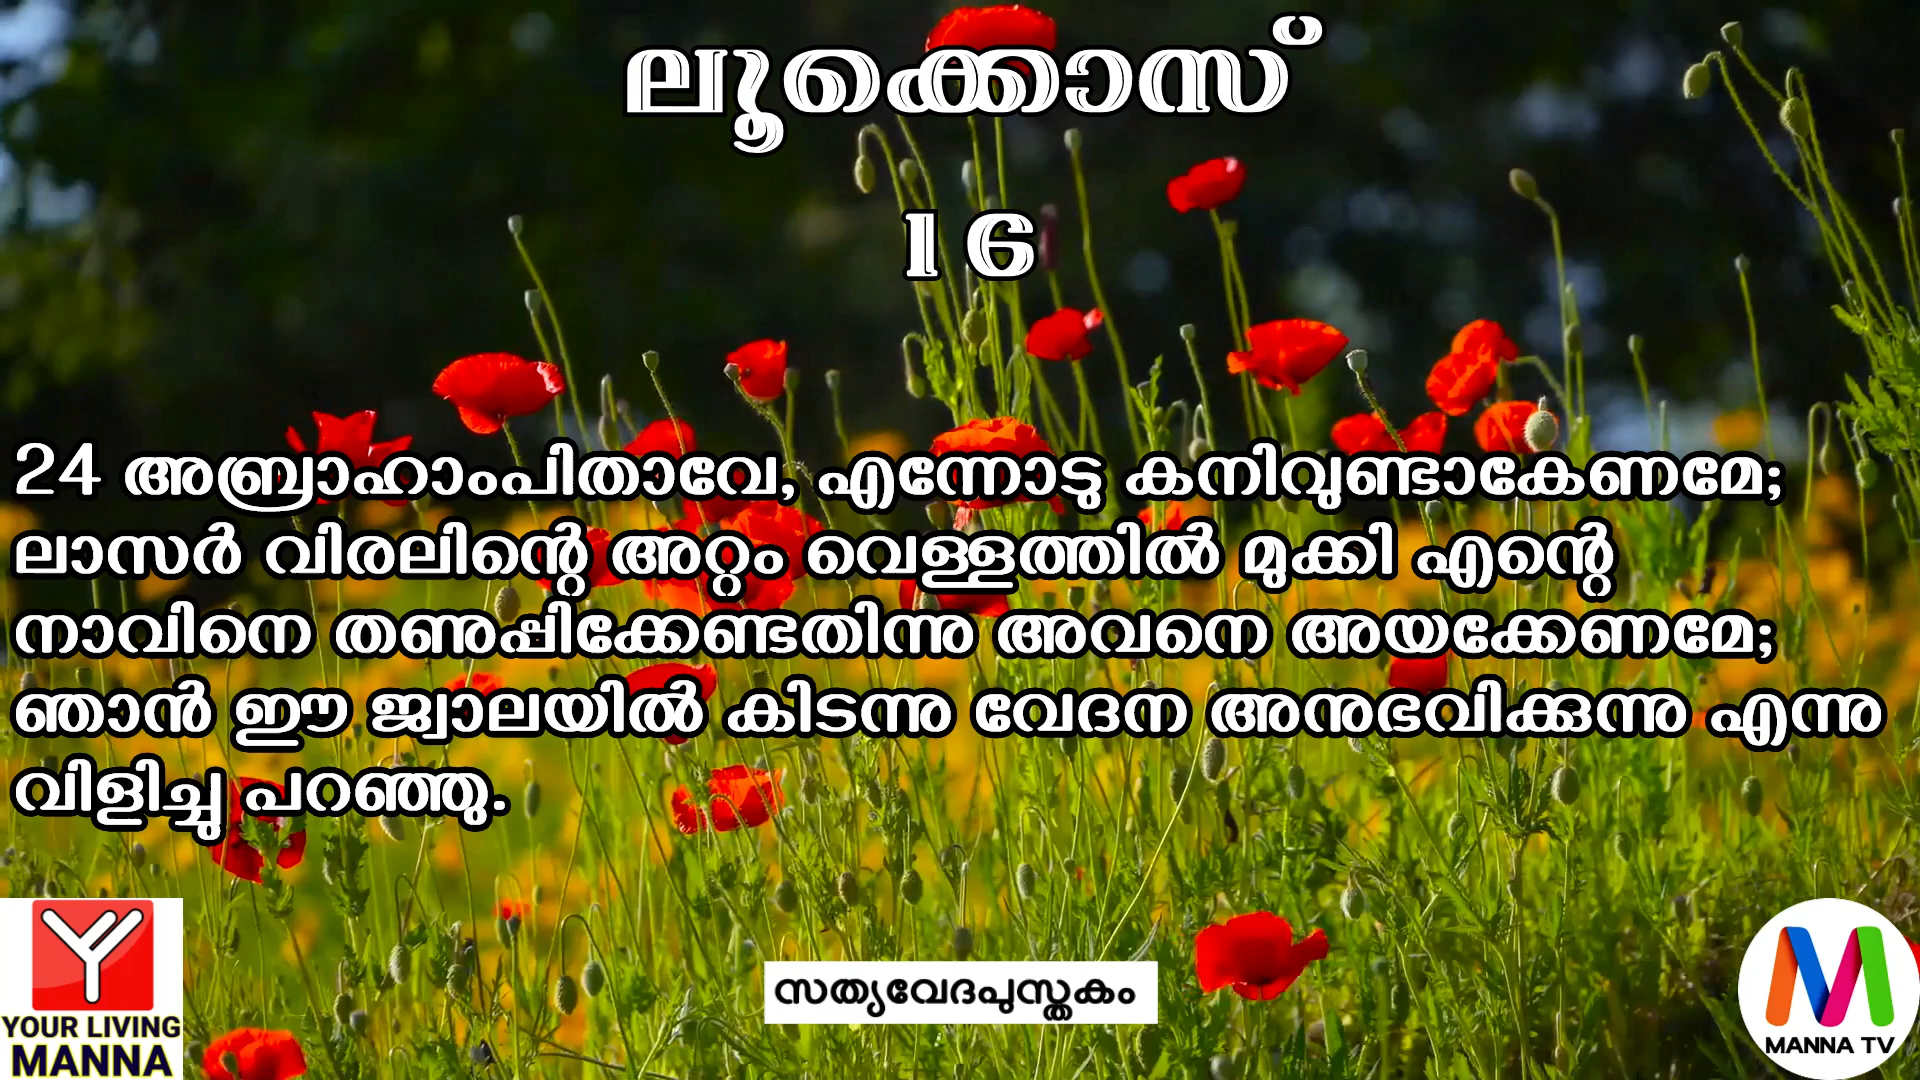 ലൂക്കൊസ്
16
24 അബ്രാഹാംപിതാവേ, എന്നോടു കനിവുണ്ടാകേണമേ;
ലാസർ വിരലിന്റെ അറ്റം വെള്ളത്തിൽ മുക്കി എന്റെ
നാവിനെ തണുപ്പിക്കേണ്ടതിന്നു അവനെ അയക്കേണമേ;
ഞാൻ ഈ ജ്വാലയിൽ കിടന്നു വേദന അനുഭവിക്കുന്നു എന്നു
വിളിച്ചു പറഞ്ഞു.
സത്യവേദപുസ്തകം
YOUR LIVING
MANNA
MANNA TV